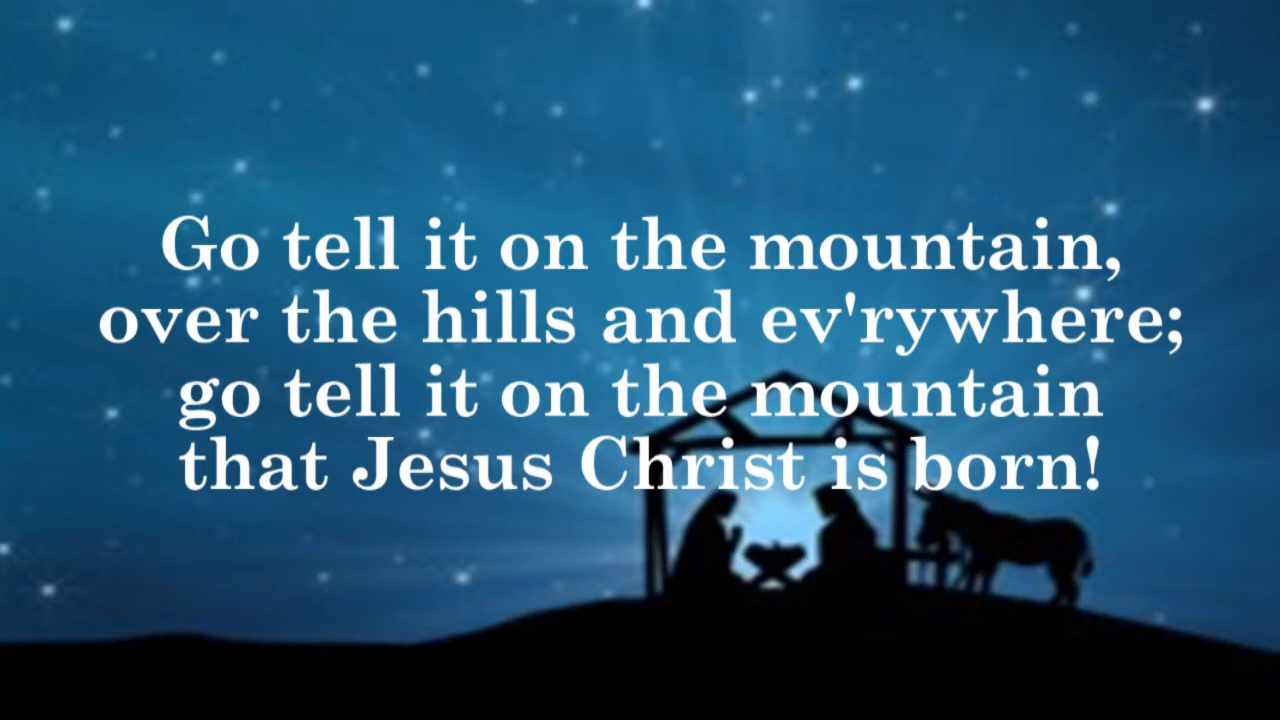 Go tell it on the mountain,
over the hills and ev'rywhere;
go tell it on the mountain
that Jesus Christ is born!